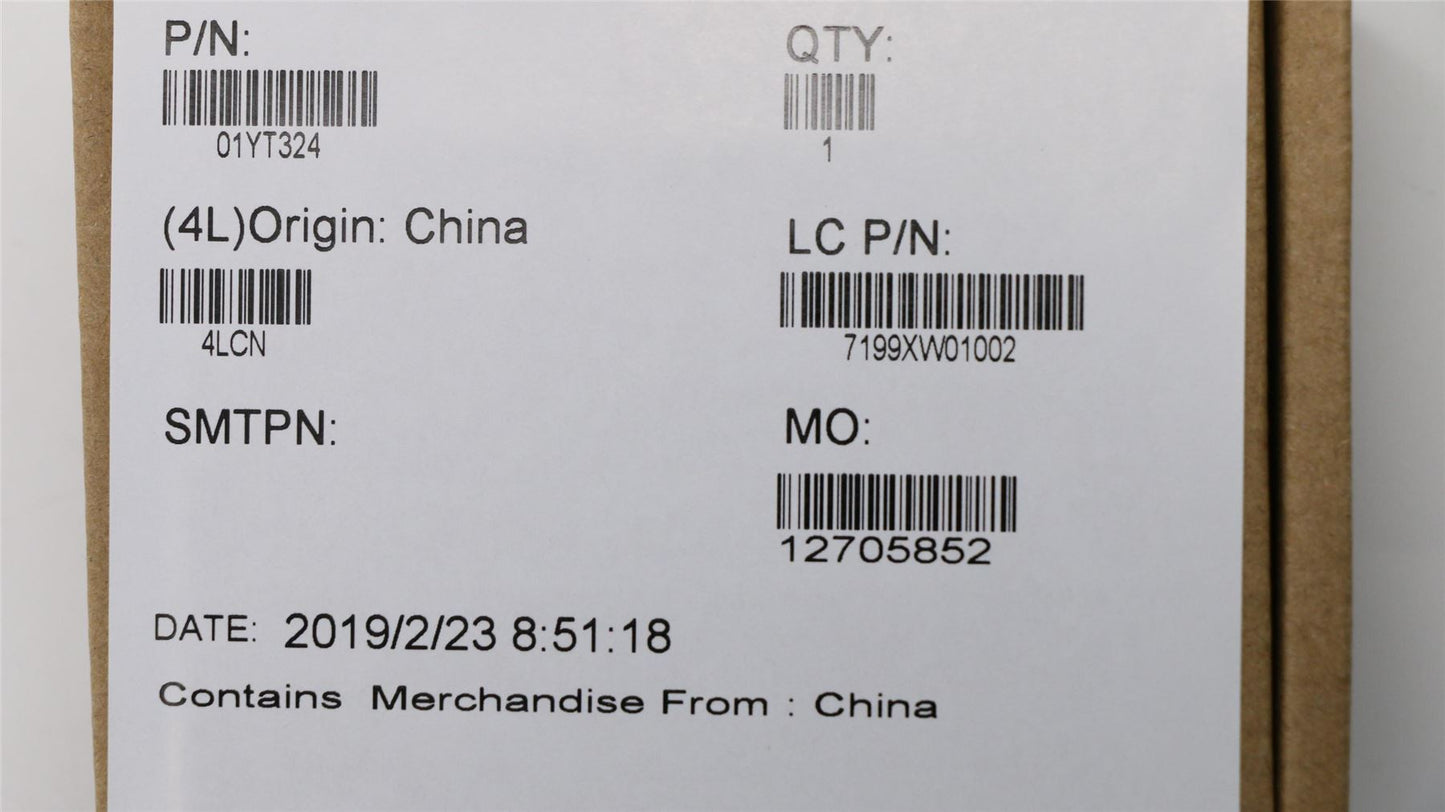 P/N:
QTY:
01YT324
1
(4L)Origin: China
LC P/N:
4LCN
7199XW01002
SMTPN:
MO:
12705852
DATE: 2019/2/23 8:51:18
Contains Merchandise From : China